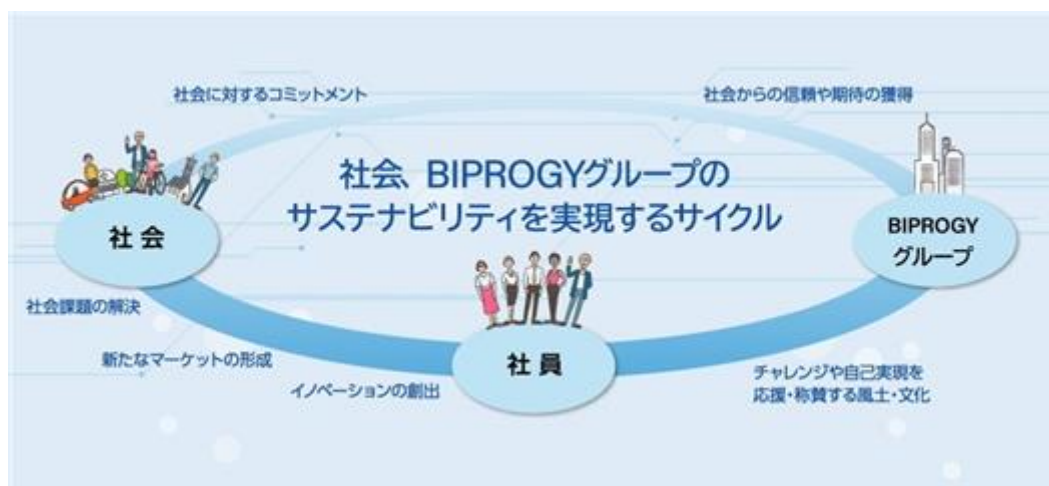 社会に対するコミットメント
社会からの信頼や期待の獲得
社会、BIPROGYグループの
サステナビリティを実現するサイクル
社会
BIPROGY
グループ
社会課題の解決
新たなマーケットの形成
イノベーションの創出
社員
チャレンジや自己実現を
応援・称賛する風土・文化